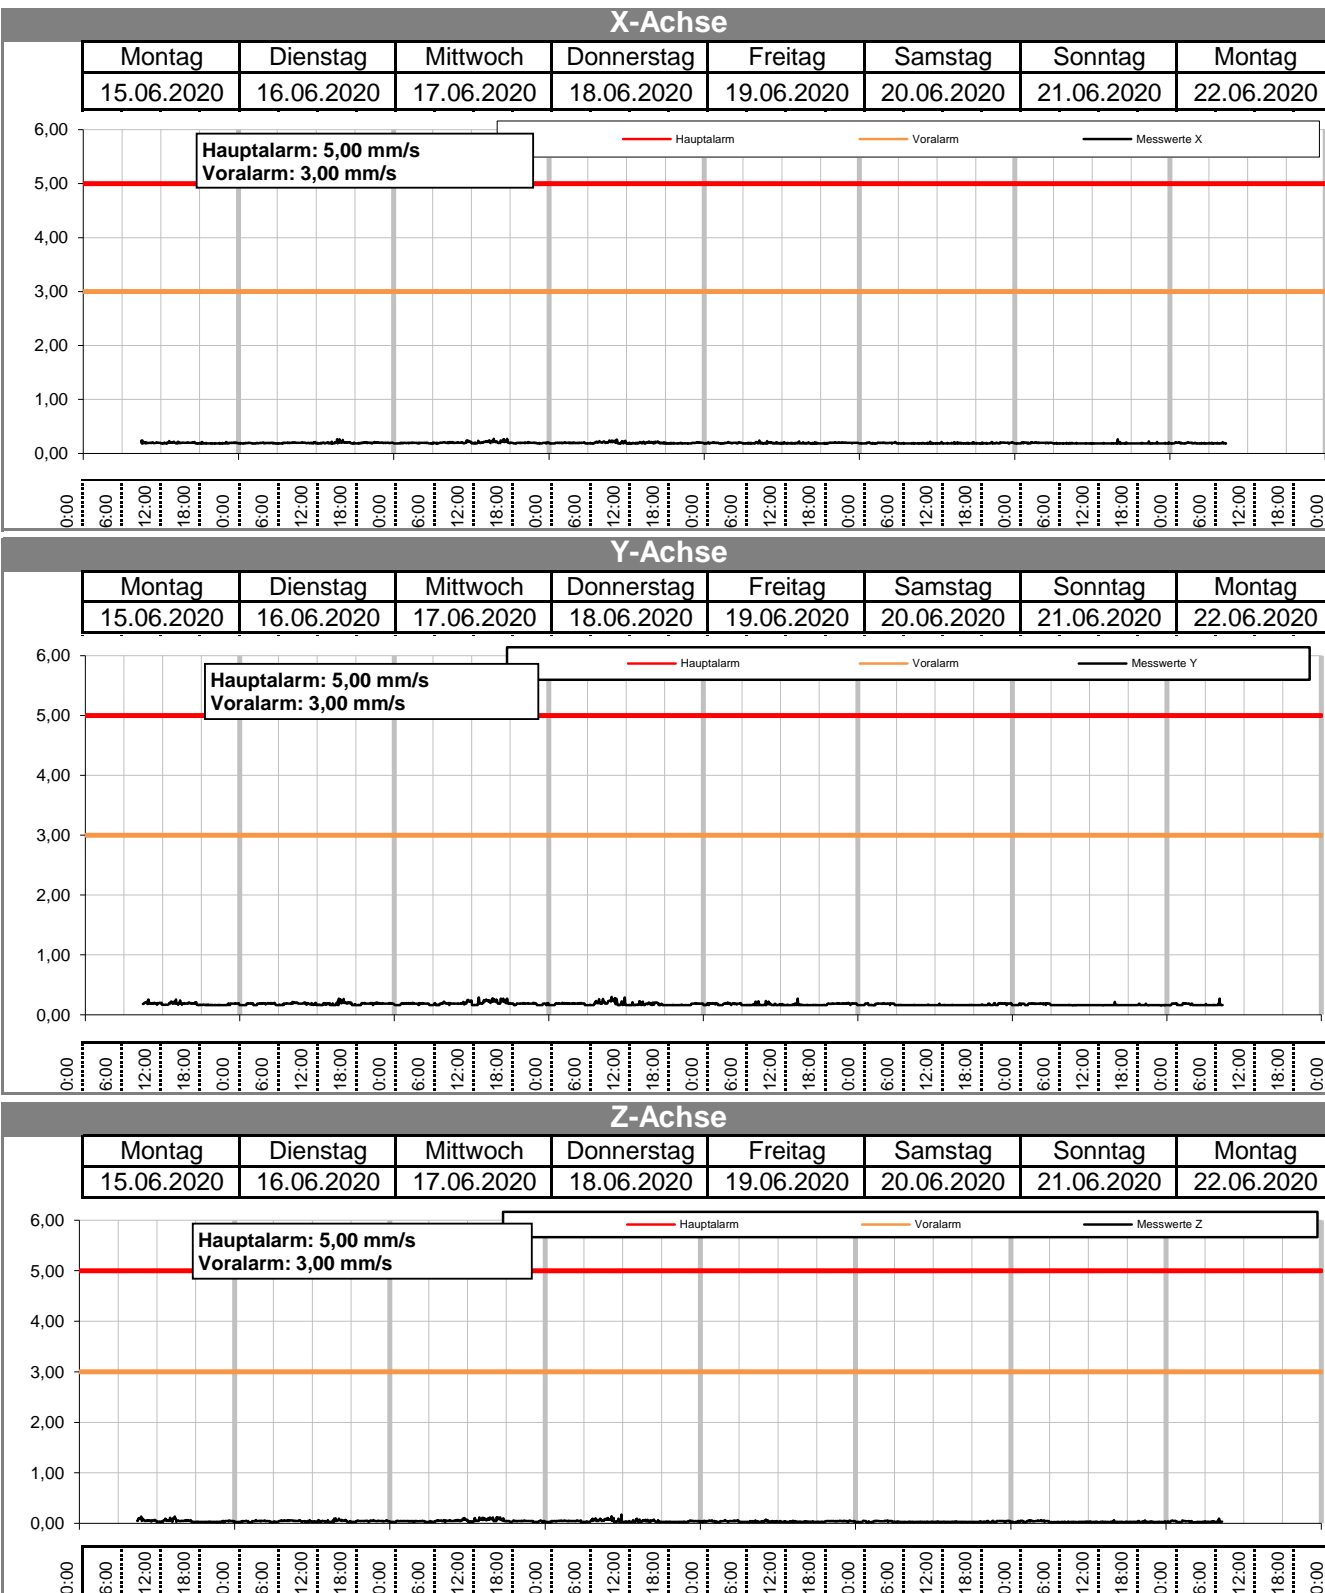 X-Achse
Montag Dienstag Mittwoch Donnerstag Freitag Samstag Sonntag Montag
15.06.2020 16.06.2020 17.06.2020 18.06.2020 19.06.2020 20.06.2020 21.06.2020 22.06.2020
Hauptalarm: 5,00 mm/s
Voralarm: 3,00 mm/s
Hauptalarm Voralarm Messwerte X
6,00
5,00
4,00
3,00
2,00
1,00
0,00
0:00 6:00 12:00 18:00 0:00 6:00 12:00 18:00 0:00 6:00 12:00 18:00 0:00 6:00 12:00 18:00 0:00 6:00 12:00 18:00 0:00 6:00 12:00 18:00 0:00 6:00 12:00 18:00 0:00 6:00 12:00 18:00 0:00
Y-Achse
Montag Dienstag Mittwoch Donnerstag Freitag Samstag Sonntag Montag
15.06.2020 16.06.2020 17.06.2020 18.06.2020 19.06.2020 20.06.2020 21.06.2020 22.06.2020
Hauptalarm: 5,00 mm/s
Voralarm: 3,00 mm/s
Hauptalarm Voralarm Messwerte Y
6,00
5,00
4,00
3,00
2,00
1,00
0,00
0:00 6:00 12:00 18:00 0:00 6:00 12:00 18:00 0:00 6:00 12:00 18:00 0:00 6:00 12:00 18:00 0:00 6:00 12:00 18:00 0:00 6:00 12:00 18:00 0:00 6:00 12:00 18:00 0:00 6:00 12:00 18:00 0:00
Z-Achse
Montag Dienstag Mittwoch Donnerstag Freitag Samstag Sonntag Montag
15.06.2020 16.06.2020 17.06.2020 18.06.2020 19.06.2020 20.06.2020 21.06.2020 22.06.2020
Hauptalarm: 5,00 mm/s
Voralarm: 3,00 mm/s
Hauptalarm Voralarm Messwerte Z
6,00
5,00
4,00
3,00
2,00
1,00
0,00
0:00 6:00 12:00 18:00 0:00 6:00 12:00 18:00 0:00 6:00 12:00 18:00 0:00 6:00 12:00 18:00 0:00 6:00 12:00 18:00 0:00 6:00 12:00 18:00 0:00 6:00 12:00 18:00 0:00 6:00 12:00 18:00 0:00